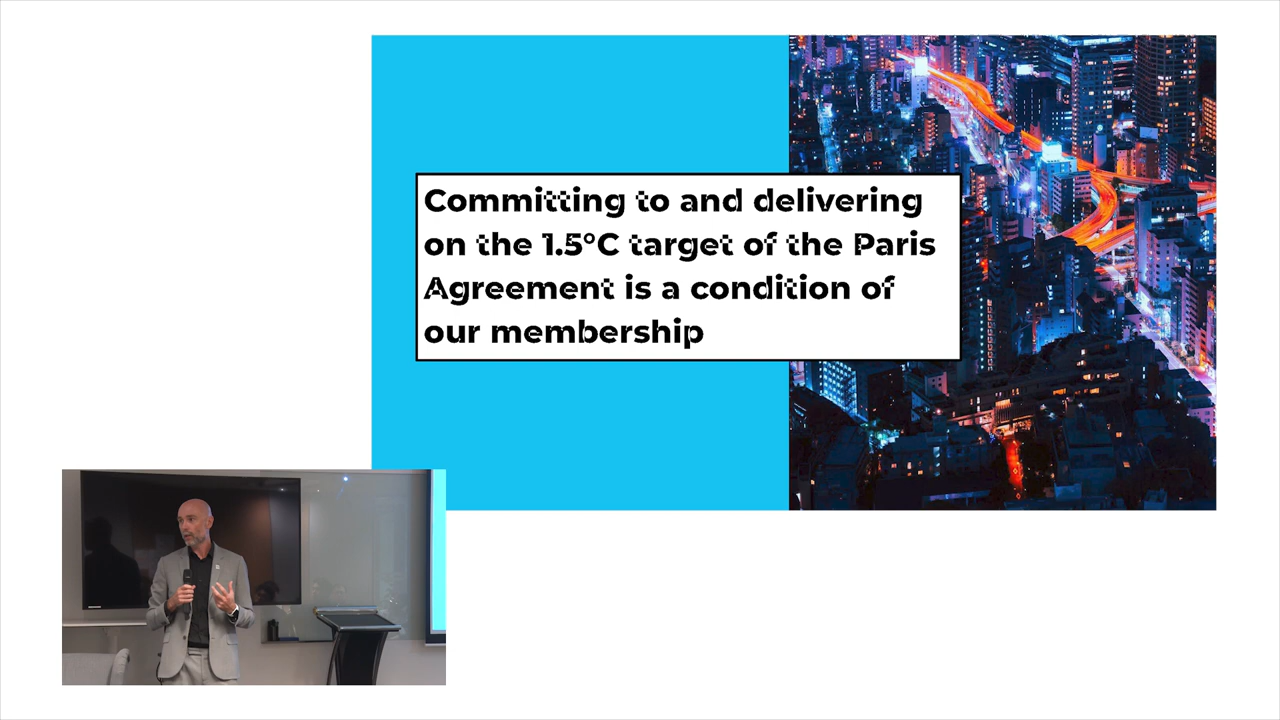 Committing to and delivering
on the 1.5°C target of the Paris
Agreement is a condition of
our membership